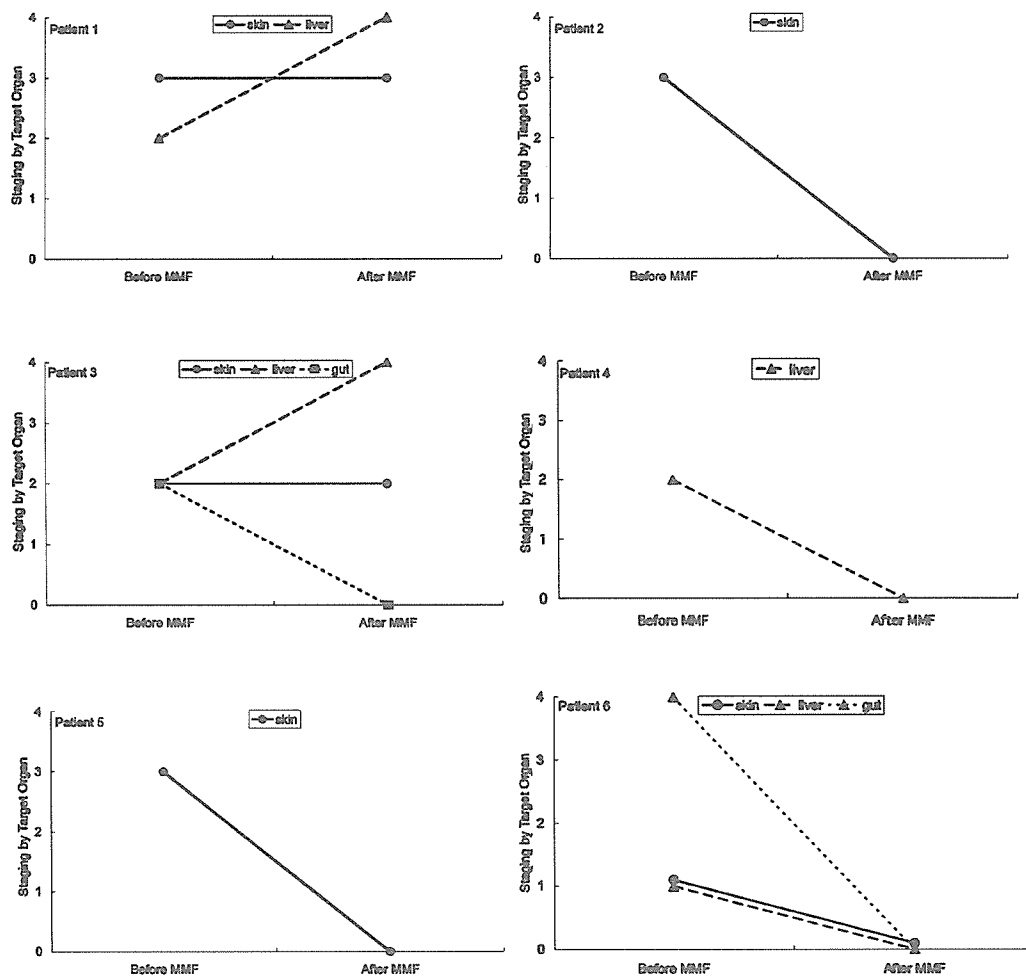 Patient 1
skin liver
Staging by Target Organ
4
3
2
1
0
Before MMF After MMF
Patient 2
skin
Staging by Target Organ
4
3
2
1
0
Before MMF After MMF
Patient 3
skin liver gut
Staging by Target Organ
4
3
2
1
0
Before MMF After MMF
Patient 4
liver
Staging by Target Organ
4
3
2
1
0
Before MMF After MMF
Patient 5
skin
Staging by Target Organ
4
3
2
1
0
Before MMF After MMF
Patient 6
skin liver gut
Staging by Target Organ
4
3
2
1
0
Before MMF After MMF